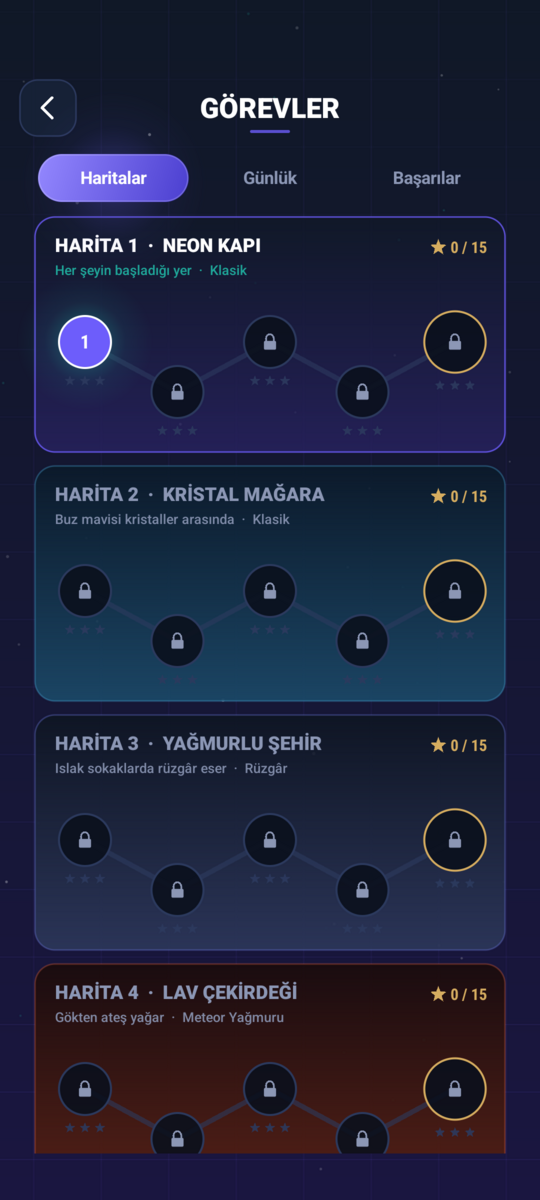 GÖREVLER
Haritalar
Günlük
Başarılar
HARİTA 1 · NEON KAPI
★ 0 / 15
Her şeyin başladığı yer · Klasik
1
HARİTA 2 · KRİSTAL MAĞARA
★ 0 / 15
Buz mavisi kristaller arasında · Klasik
HARİTA 3 · YAĞMURLU ŞEHİR
★ 0 / 15
Islak sokaklarda rüzgâr eser · Rüzgâr
HARİTA 4 · LAV ÇEKİRDEĞİ
★ 0 / 15
Gökten ateş yağar · Meteor Yağmuru